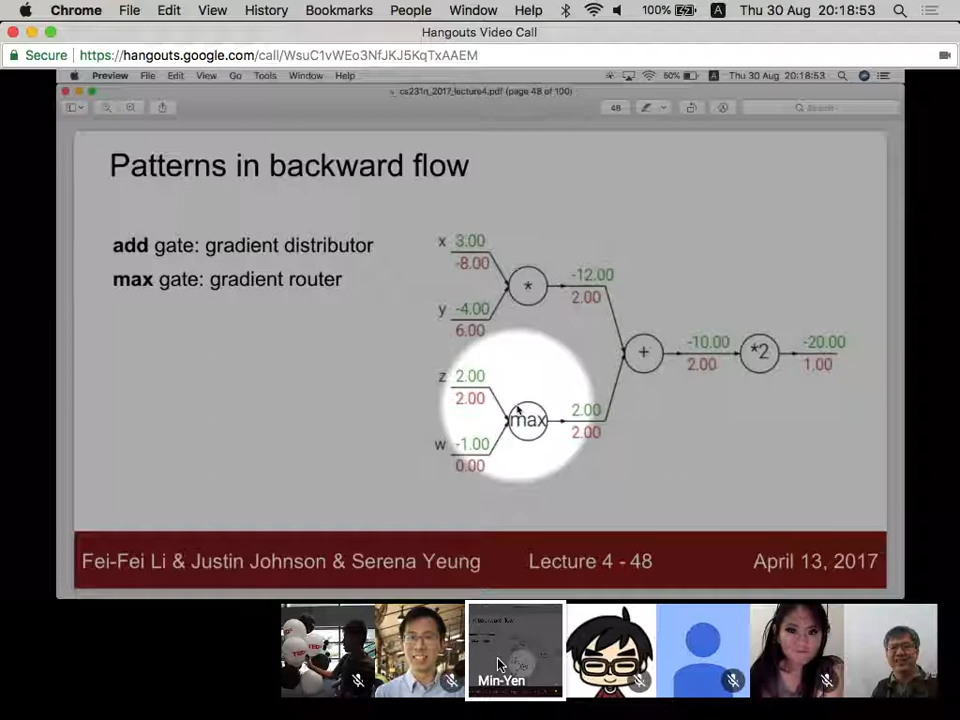 Chrome File Edit View History Bookmarks People Window Help 100% A Thu 30 Aug 20:18:53
Hangouts Video Call
Secure https://hangouts.google.com/call/WsuC1vWEo3NfJKJ5KqTxAAEM
Preview File Edit View Go Tools Window Help 60% A Thu 30 Aug 20:18:53
cs231n_2017_lecture4.pdf (page 48 of 100)
48 Search
Patterns in backward flow
add gate: gradient distributor
max gate: gradient router
x 3.00
-8.00
y -4.00
6.00
*
-12.00
2.00
z 2.00
2.00
w -1.00
0.00
max
2.00
2.00
+
-10.00
2.00
*2
-20.00
1.00
Fei-Fei Li & Justin Johnson & Serena Yeung Lecture 4 - 48 April 13, 2017
Min-Yen